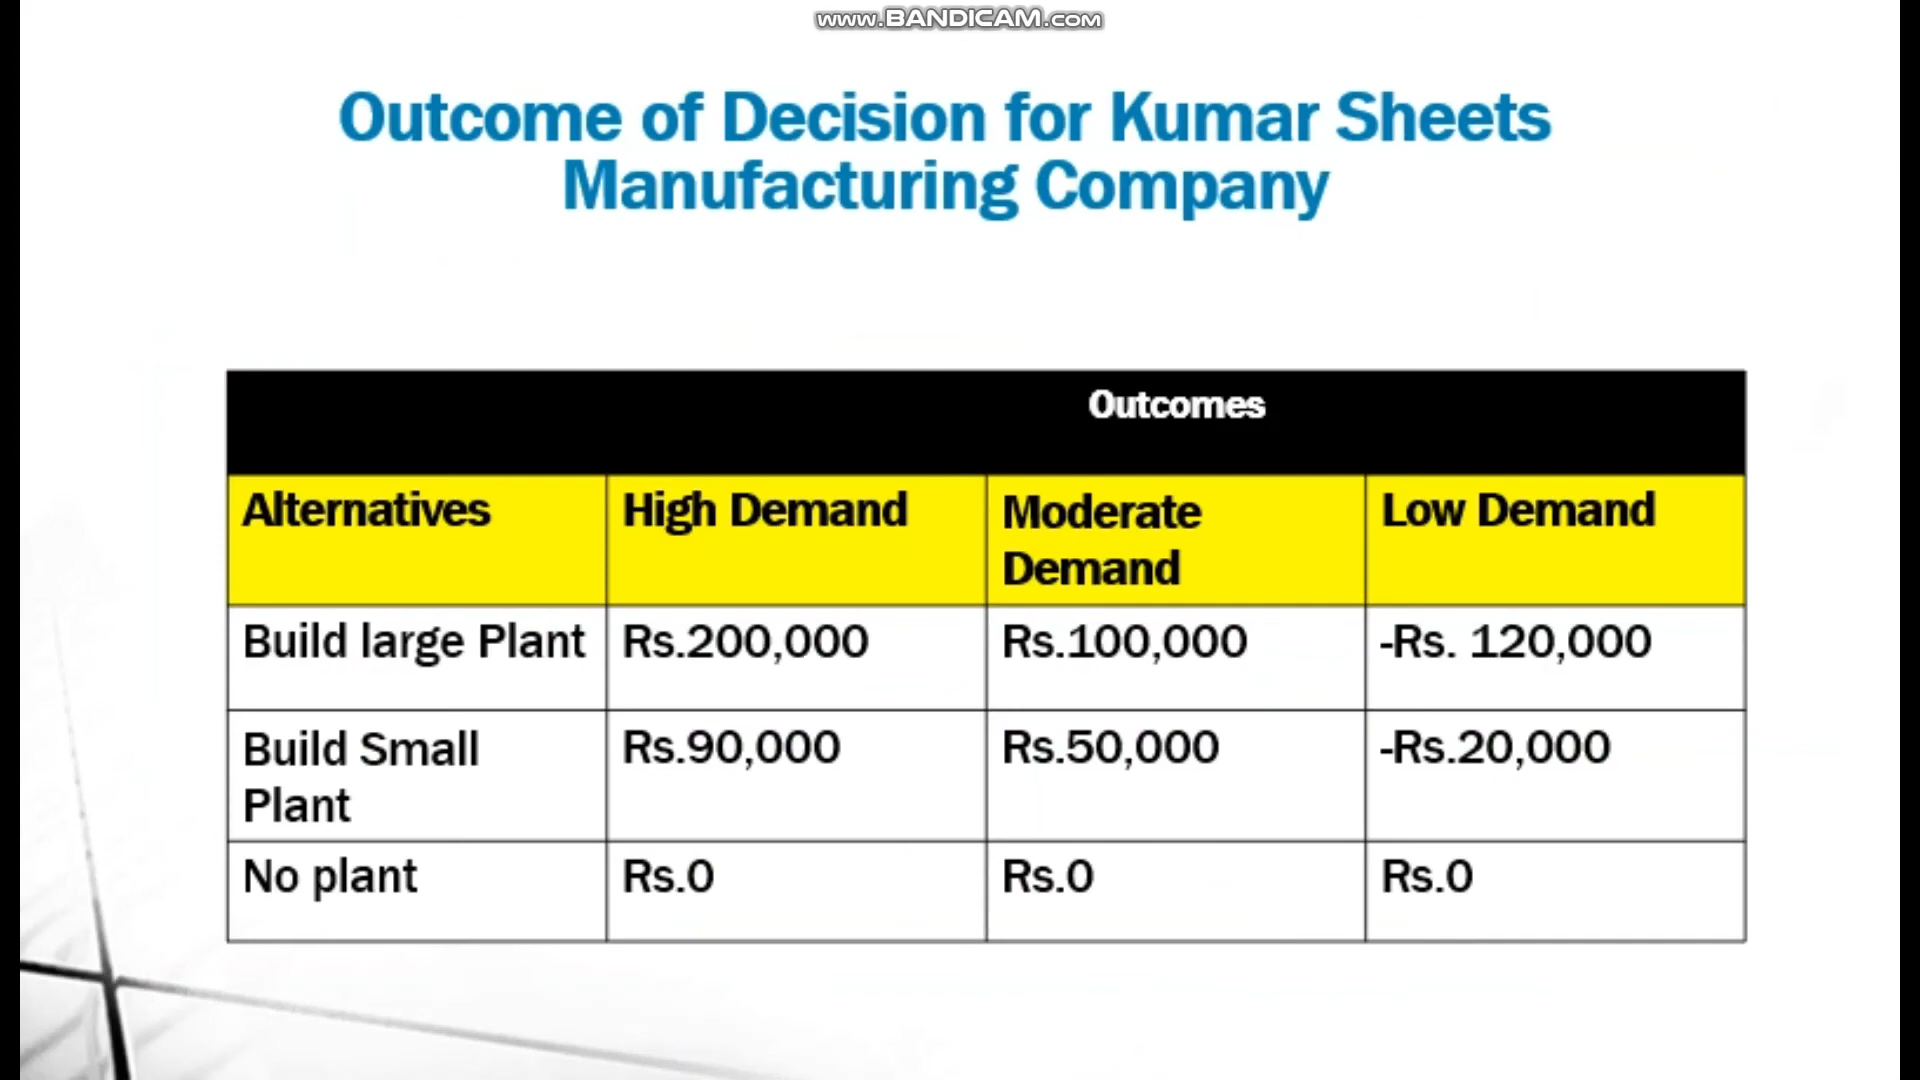 www.BANDICAM.com
Outcome of Decision for Kumar Sheets
Manufacturing Company
Outcomes
Alternatives High Demand Moderate Demand Low Demand
Build large Plant Rs.200,000 Rs.100,000 -Rs. 120,000
Build Small Plant Rs.90,000 Rs.50,000 -Rs.20,000
No plant Rs.0 Rs.0 Rs.0